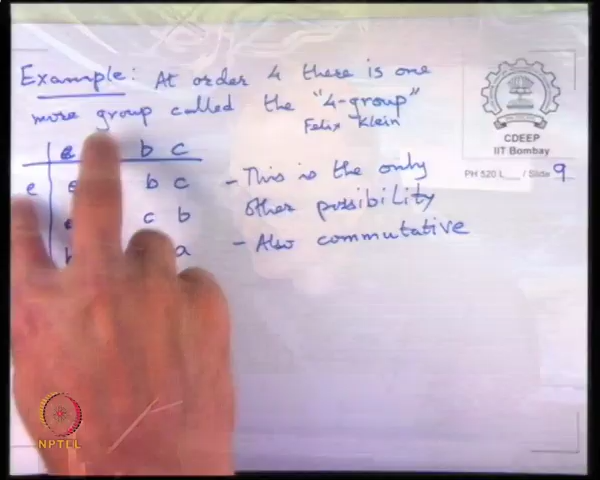 Example: At order 4 there is one
more group called the "4-group"
Felix Klein
e b c
e e b c
c b
b a
- This is the only
other possibility
- Also commutative
CDEEP
IIT Bombay
PH 520 L__ / Slide 9
NPTEL